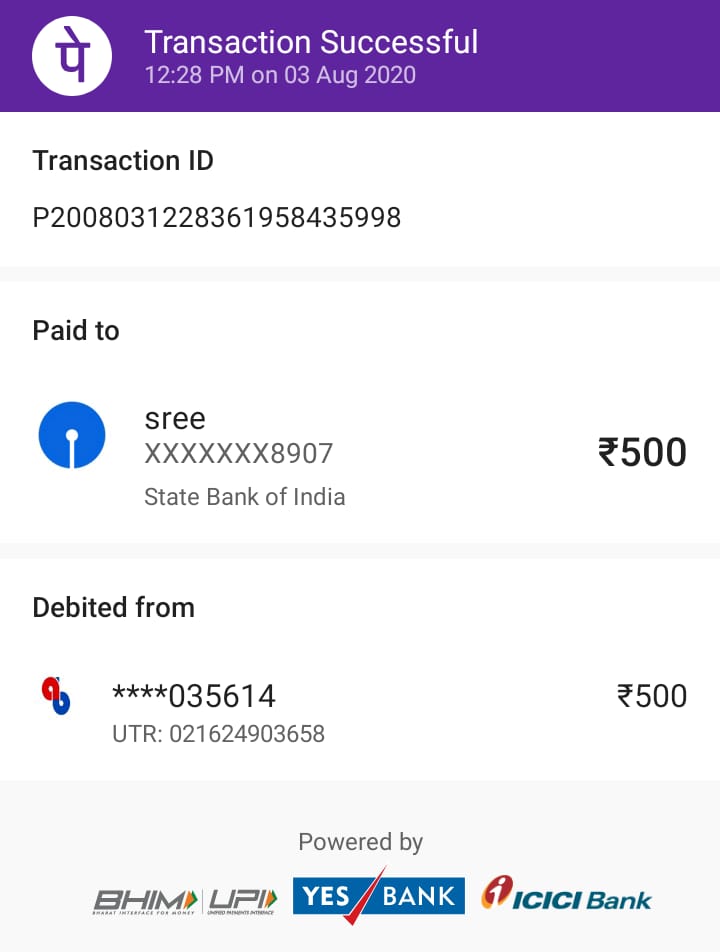 पे
Transaction Successful
12:28 PM on 03 Aug 2020
Transaction ID
P2008031228361958435998
Paid to
sree
XXXXXXX8907
₹500
State Bank of India
Debited from
****035614
₹500
UTR: 021624903658
Powered by
BHIM UPI YES BANK ICICI Bank
BHARAT INTERFACE FOR MONEY UNIFIED PAYMENTS INTERFACE